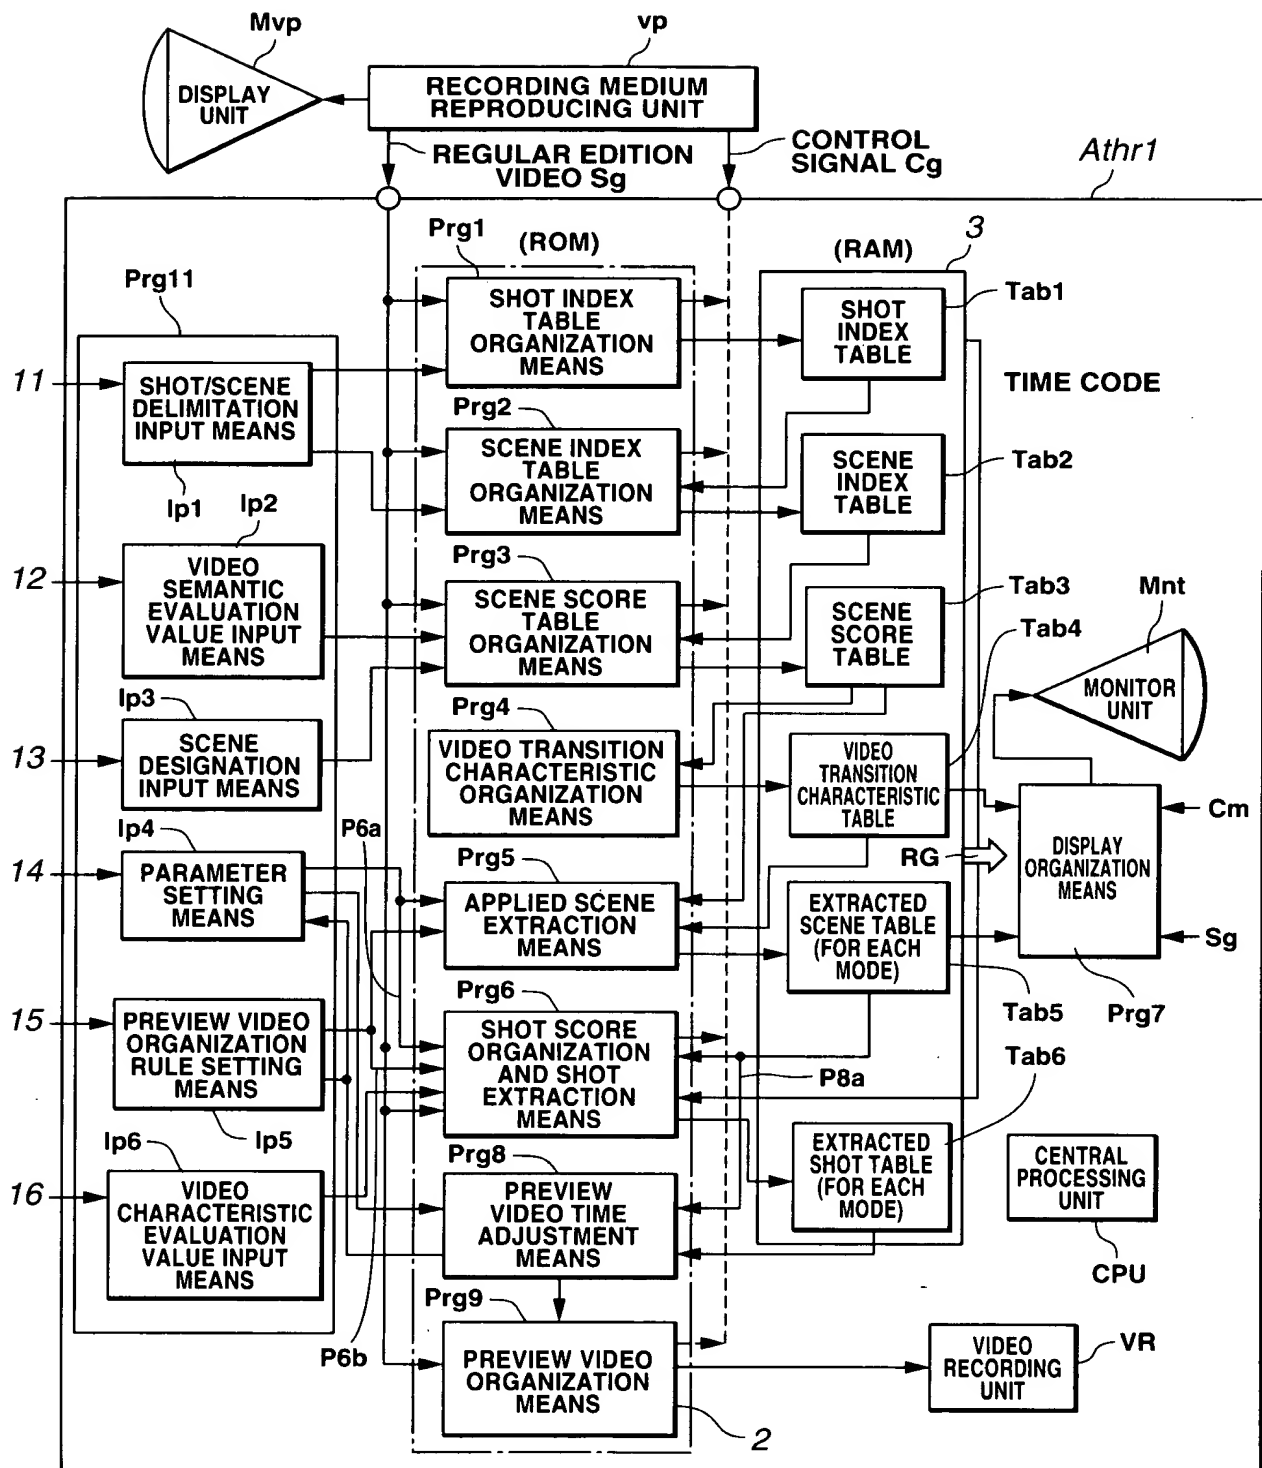 Mvp
vp
DISPLAY
UNIT
RECORDING MEDIUM
REPRODUCING UNIT
REGULAR EDITION
VIDEO Sg
CONTROL
SIGNAL Cg
Athr1
Prg1
(ROM)
(RAM)
3
Prg11
SHOT INDEX
TABLE
ORGANIZATION
MEANS
SHOT
INDEX
TABLE
Tab1
11
SHOT/SCENE
DELIMITATION
INPUT MEANS
TIME CODE
Prg2
SCENE INDEX
TABLE
ORGANIZATION
MEANS
SCENE
INDEX
TABLE
Tab2
Ip1
Ip2
12
VIDEO
SEMANTIC
EVALUATION
VALUE INPUT
MEANS
Prg3
SCENE SCORE
TABLE
ORGANIZATION
MEANS
SCENE
SCORE
TABLE
Tab3
Tab4
Mnt
MONITOR
UNIT
Ip3
13
SCENE
DESIGNATION
INPUT MEANS
Prg4
VIDEO TRANSITION
CHARACTERISTIC
ORGANIZATION
MEANS
VIDEO
TRANSITION
CHARACTERISTIC
TABLE
Cm
P6a
Ip4
14
PARAMETER
SETTING
MEANS
Prg5
APPLIED SCENE
EXTRACTION
MEANS
RG
EXTRACTED
SCENE TABLE
(FOR EACH
MODE)
DISPLAY
ORGANIZATION
MEANS
Sg
Prg6
Tab5
Prg7
15
PREVIEW VIDEO
ORGANIZATION
RULE SETTING
MEANS
SHOT SCORE
ORGANIZATION
AND SHOT
EXTRACTION
MEANS
P8a
Tab6
Ip5
Ip6
16
VIDEO
CHARACTERISTIC
EVALUATION
VALUE INPUT
MEANS
Prg8
PREVIEW
VIDEO TIME
ADJUSTMENT
MEANS
EXTRACTED
SHOT TABLE
(FOR EACH
MODE)
CENTRAL
PROCESSING
UNIT
CPU
Prg9
P6b
PREVIEW VIDEO
ORGANIZATION
MEANS
VIDEO
RECORDING
UNIT
VR
2